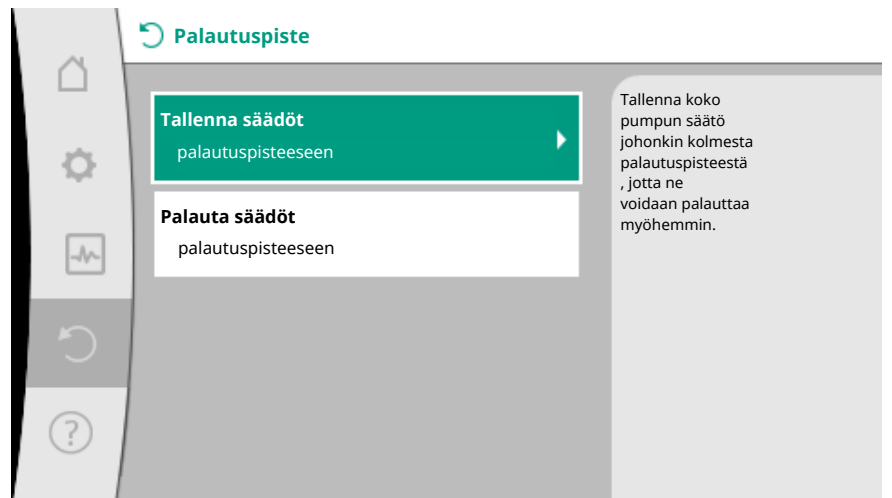 Palautuspiste
Tallenna säädöt
palautuspisteeseen
Palauta säädöt
palautuspisteeseen
Tallenna koko
pumpun säätö
johonkin kolmesta
palautuspisteestä
, jotta ne
voidaan palauttaa
myöhemmin.
?